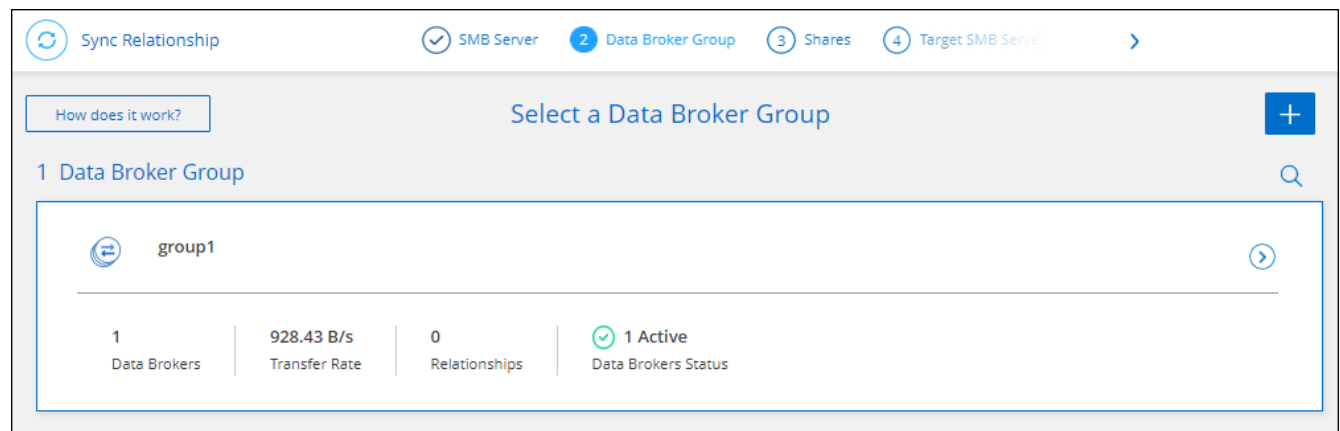 Sync Relationship
SMB Server
2 Data Broker Group
3 Shares
4 Target SMB Server
How does it work?
Select a Data Broker Group
+
1 Data Broker Group
group1
1 928.43 B/s 0 1 Active
Data Brokers Transfer Rate Relationships Data Brokers Status